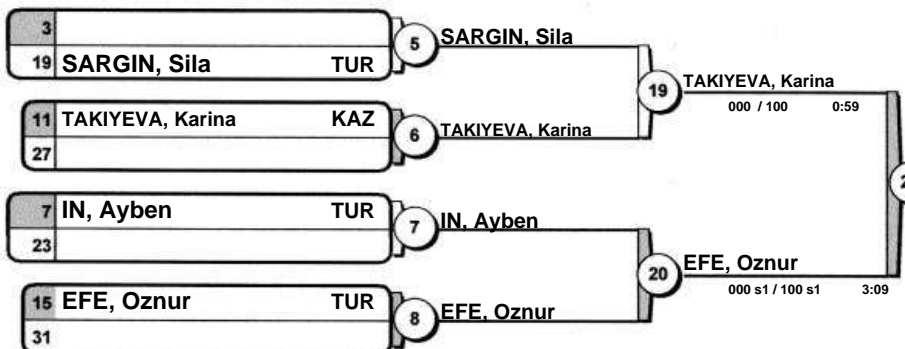 3
19 SARGIN, Sila TUR
5 SARGIN, Sila
11 TAKIYEVA, Karina KAZ
27
6 TAKIYEVA, Karina
19 TAKIYEVA, Karina
000 / 100 0:59
7 IN, Ayben TUR
23
7 IN, Ayben
15 EFE, Oznur TUR
31
8 EFE, Oznur
20 EFE, Oznur
000 s1 / 100 s1 3:09